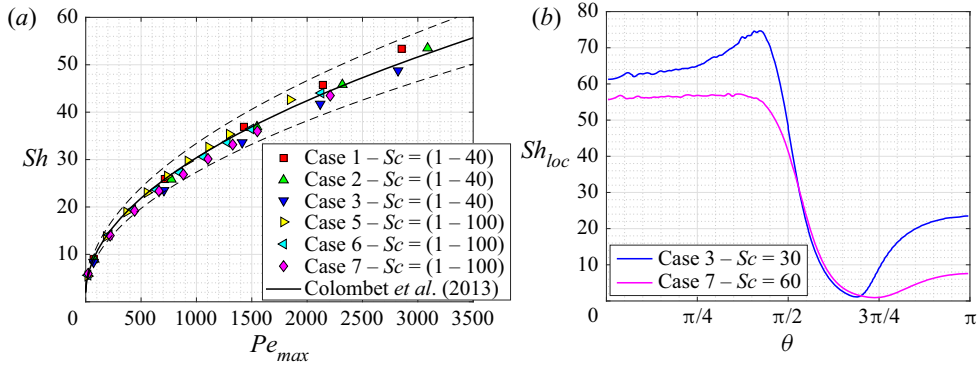 (a)
60
50
40
Sh
30
20
10
0
500
1000
1500
2000
2500
3000
3500
Pe_max
Case 1 – Sc = (1 – 40)
Case 2 – Sc = (1 – 40)
Case 3 – Sc = (1 – 40)
Case 5 – Sc = (1 – 100)
Case 6 – Sc = (1 – 100)
Case 7 – Sc = (1 – 100)
Colombet et al. (2013)
(b)
80
70
60
50
Sh_loc
40
30
20
10
0
π/4
π/2
3π/4
π
θ
Case 3 – Sc = 30
Case 7 – Sc = 60